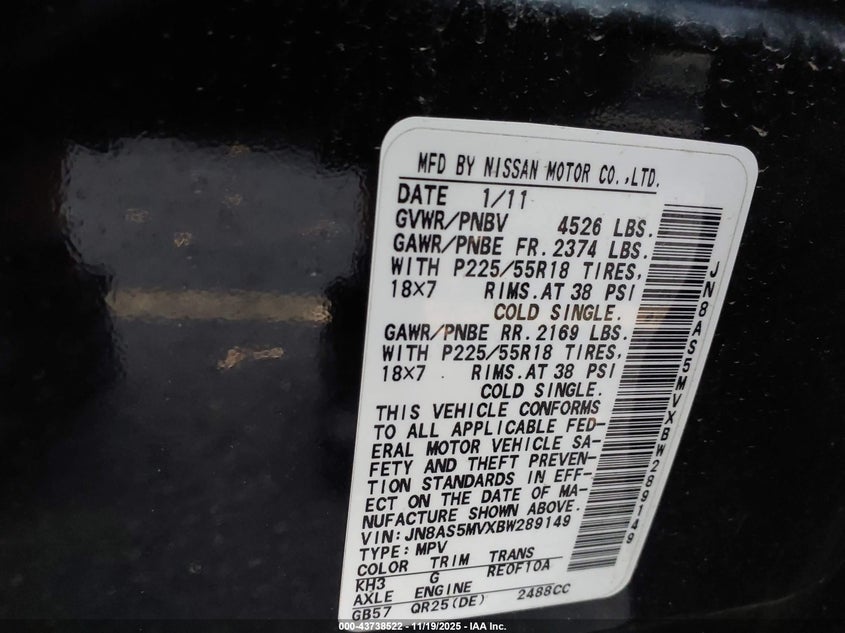 MFD BY NISSAN MOTOR CO.,LTD.
DATE 1/11
GVWR/PNBV 4526 LBS.
GAWR/PNBE FR. 2374 LBS.
WITH P225/55R18 TIRES,
18X7 RIMS.AT 38 PSI
COLD SINGLE.
GAWR/PNBE RR. 2169 LBS.
WITH P225/55R18 TIRES,
18X7 RIMS.AT 38 PSI
COLD SINGLE.
THIS VEHICLE CONFORMS
TO ALL APPLICABLE FED-
ERAL MOTOR VEHICLE SA-
FETY AND THEFT PREVEN-
TION STANDARDS IN EFF-
ECT ON THE DATE OF MA-
NUFACTURE SHOWN ABOVE.
VIN:JN8AS5MVXBW289149
TYPE:MPV
COLOR TRIM TRANS
KH3 G RE0F10A
AXLE ENGINE
GB57 QR25(DE) 2488CC
JN8AS5MVXBW289149
000-43738522 - 11/19/2025 - IAA Inc.